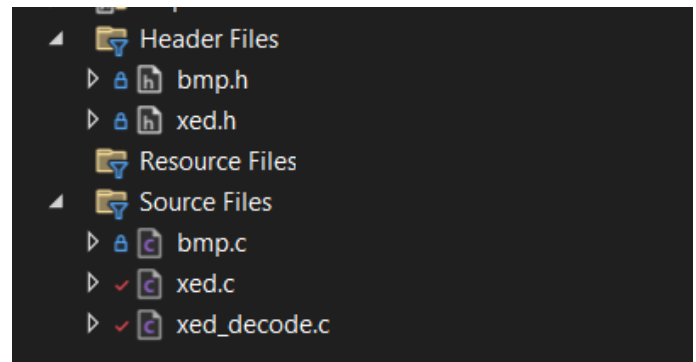 Header Files
bmp.h
xed.h
Resource Files
Source Files
bmp.c
xed.c
xed_decode.c